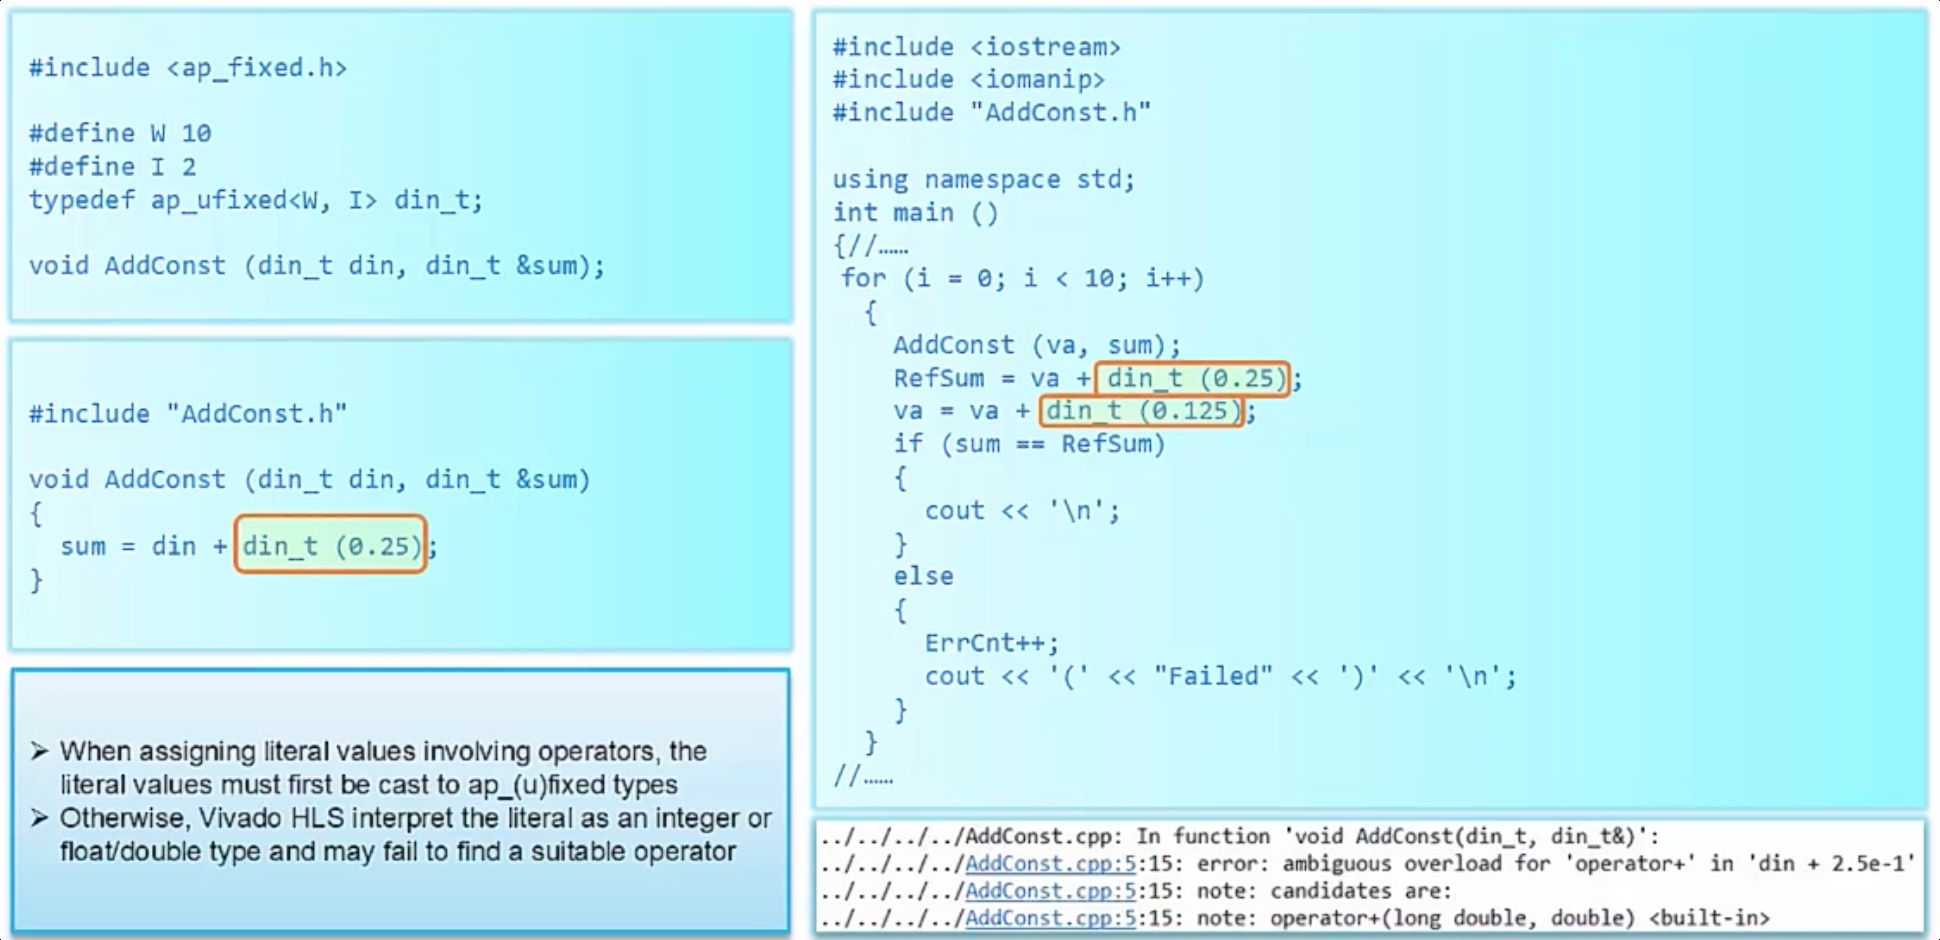 #include <ap_fixed.h>
#define W 10
#define I 2
typedef ap_ufixed<W, I> din_t;
void AddConst (din_t din, din_t &sum);
#include "AddConst.h"
void AddConst (din_t din, din_t &sum)
{
sum = din + din_t (0.25);
}
➢ When assigning literal values involving operators, the
literal values must first be cast to ap_(u)fixed types
➢ Otherwise, Vivado HLS interpret the literal as an integer or
float/double type and may fail to find a suitable operator
#include <iostream>
#include <iomanip>
#include "AddConst.h"
using namespace std;
int main ()
{//……
for (i = 0; i < 10; i++)
{
AddConst (va, sum);
RefSum = va + din_t (0.25);
va = va + din_t (0.125);
if (sum == RefSum)
{
cout << '\n';
}
else
{
ErrCnt++;
cout << '(' << "Failed" << ')' << '\n';
}
}
//……
../../../../AddConst.cpp: In function 'void AddConst(din_t, din_t&)':
../../../../AddConst.cpp:5:15: error: ambiguous overload for 'operator+' in 'din + 2.5e-1'
../../../../AddConst.cpp:5:15: note: candidates are:
../../../../AddConst.cpp:5:15: note: operator+(long double, double) <built-in>